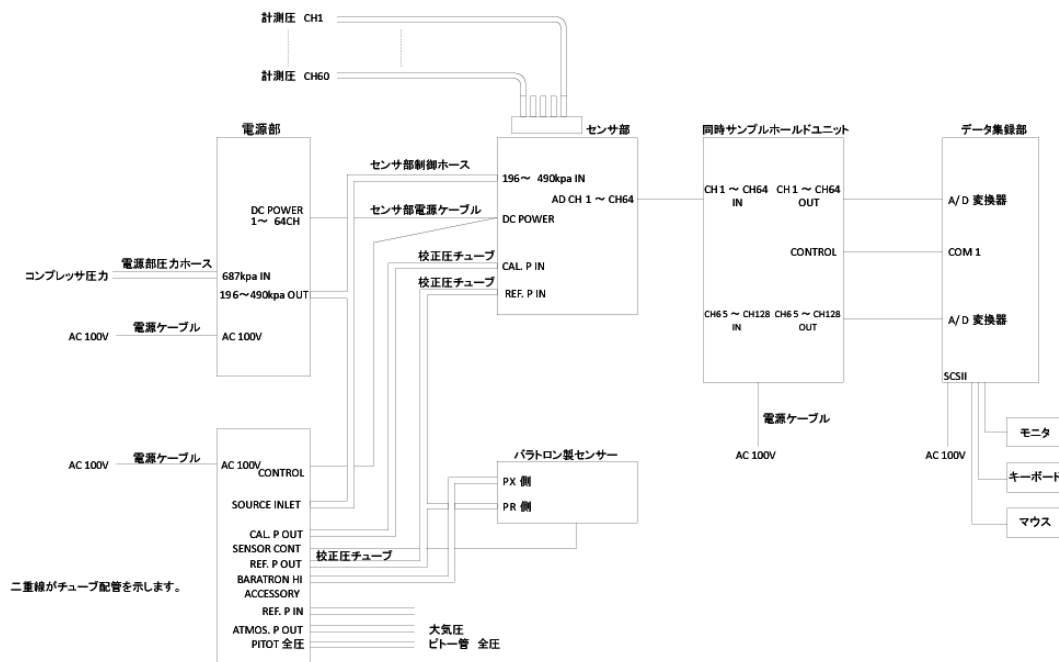 計測圧 CH1
計測圧 CH60
電源部
センサ部
同時サンプルホールドユニット
データ集録部
センサ部制御ホース
196～ 490kpa IN
AD CH 1 ～ CH64
CH 1 ～ CH64 IN
CH 1 ～ CH64 OUT
A/D 変換器
DC POWER
1～ 64CH
センサ部電源ケーブル
DC POWER
CONTROL
COM 1
電源部圧力ホース
コンプレッサ圧力
687kpa IN
校正圧チューブ
CAL. P IN
196～490kpa OUT
校正圧チューブ
REF. P IN
CH65 ～ CH128 IN
CH65 ～ CH128 OUT
A/D 変換器
電源ケーブル
AC 100V
AC 100V
SCSII
電源ケーブル
AC 100V
AC 100V
モニタ
キーボード
マウス
電源ケーブル
AC 100V
AC 100V
CONTROL
バラトロン製センサー
PX 側
PR 側
SOURCE INLET
CAL. P OUT
SENSOR CONT
校正圧チューブ
REF. P OUT
BARATRON HI
ACCESSORY
二重線がチューブ配管を示します。
REF. P IN
ATMOS. P OUT
大気圧
PITOT 全圧
ピトー管 全圧